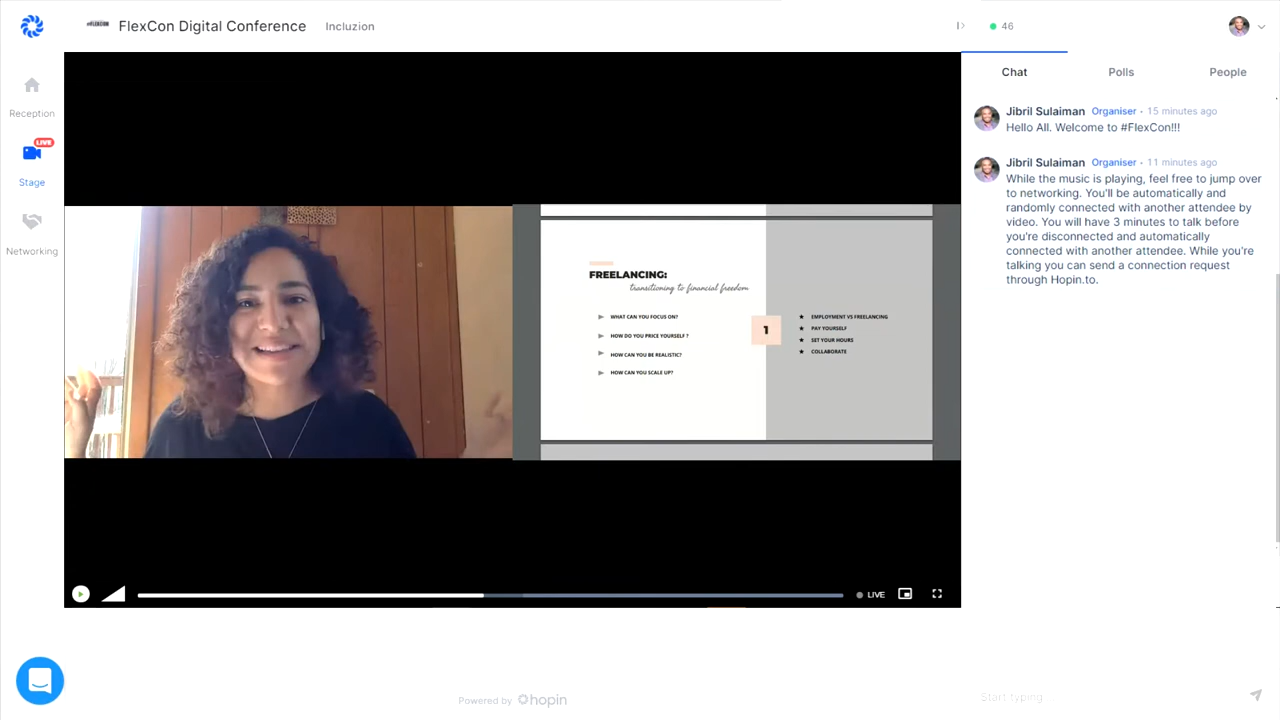 #FLEXCON
FlexCon Digital Conference
Incluzion
46
Reception
LIVE
Stage
Networking
Chat
Polls
People
Jibril Sulaiman Organiser • 15 minutes ago
Hello All. Welcome to #FlexCon!!!
Jibril Sulaiman Organiser • 11 minutes ago
While the music is playing, feel free to jump over
to networking. You'll be automatically and
randomly connected with another attendee by
video. You will have 3 minutes to talk before
you're disconnected and automatically
connected with another attendee. While you're
talking you can send a connection request
through Hopin.to.
FREELANCING:
transitioning to financial freedom
WHAT CAN YOU FOCUS ON?
HOW DO YOU PRICE YOURSELF ?
HOW CAN YOU BE REALISTIC?
HOW CAN YOU SCALE UP?
1
EMPLOYMENT VS FREELANCING
PAY YOURSELF
SET YOUR HOURS
COLLABORATE
LIVE
Powered by hopin
Start typing